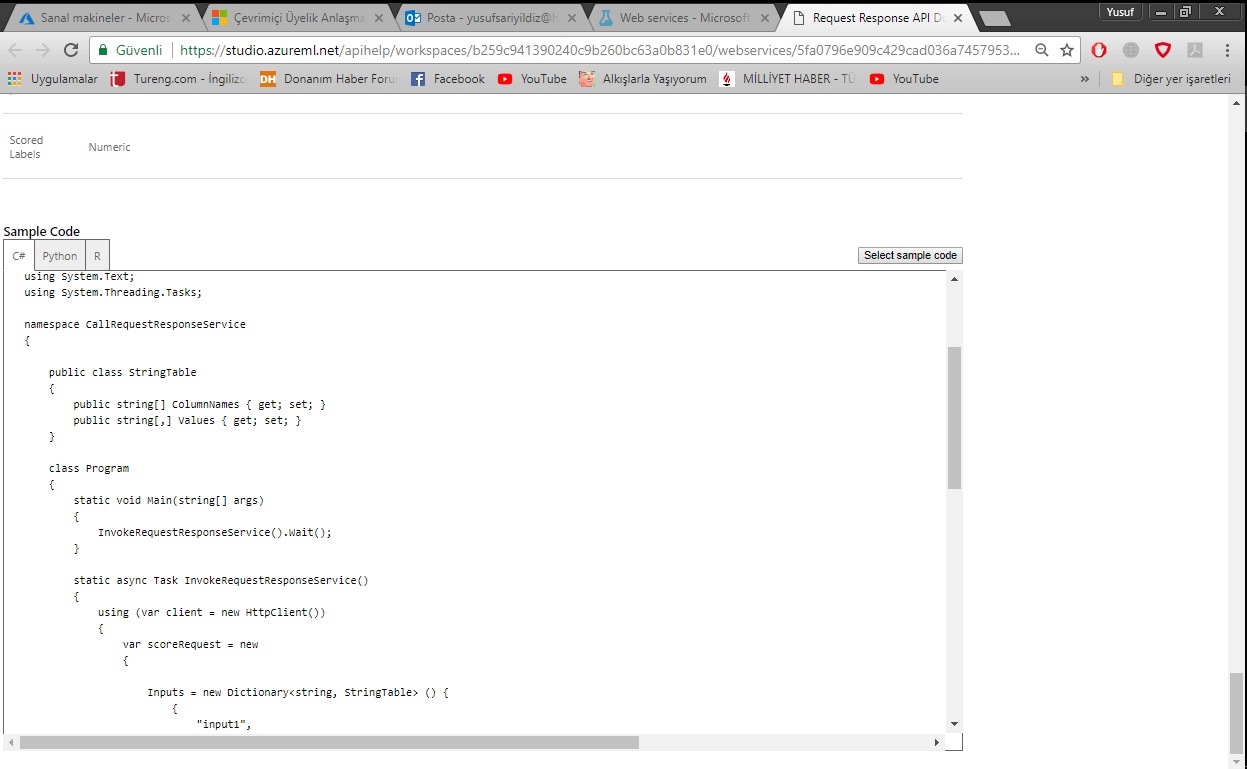 Sanal makineler - Micros
Çevrimiçi Üyelik Anlaşma
Posta - yusufsariyildiz@h
Web services - Microsoft
Request Response API D
Yusuf
Güvenli
https://studio.azureml.net/apihelp/workspaces/b259c941390240c9b260bc63a0b831e0/webservices/5fa0796e909c429cad036a7457953...
Uygulamalar
Tureng.com - İngilizc
DH
Donanım Haber Foru
Facebook
YouTube
Alkışlarla Yaşıyorum
MİLLİYET HABER - TÜ
YouTube
»
Diğer yer işaretleri
Scored
Labels
Numeric
Sample Code
C#
Python
R
Select sample code
using System.Text;
using System.Threading.Tasks;
namespace CallRequestResponseService
{
public class StringTable
{
public string[] ColumnNames { get; set; }
public string[,] Values { get; set; }
}
class Program
{
static void Main(string[] args)
{
InvokeRequestResponseService().Wait();
}
static async Task InvokeRequestResponseService()
{
using (var client = new HttpClient())
{
var scoreRequest = new
{
Inputs = new Dictionary<string, StringTable> () {
{
"input1",